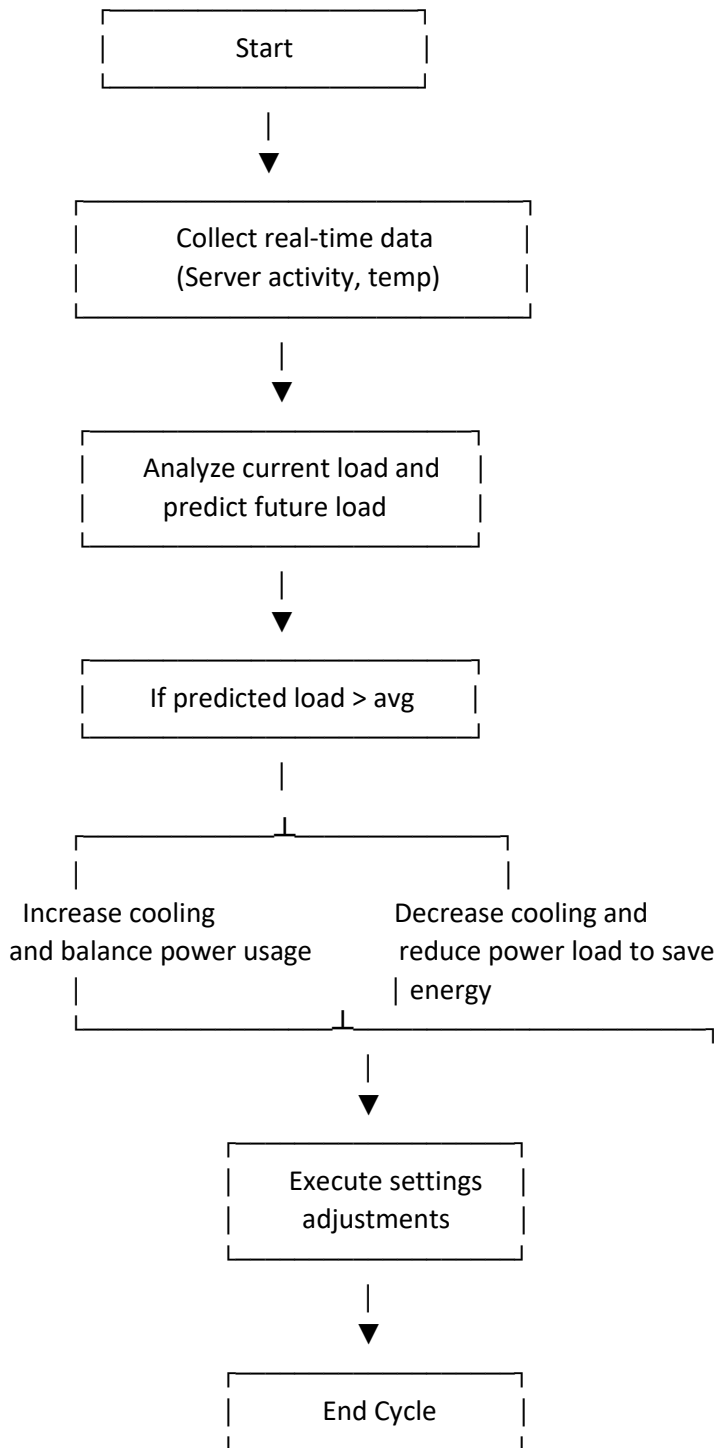 Start
Collect real-time data
(Server activity, temp)
Analyze current load and
predict future load
If predicted load > avg
Increase cooling
and balance power usage
Decrease cooling and
reduce power load to save
energy
Execute settings
adjustments
End Cycle